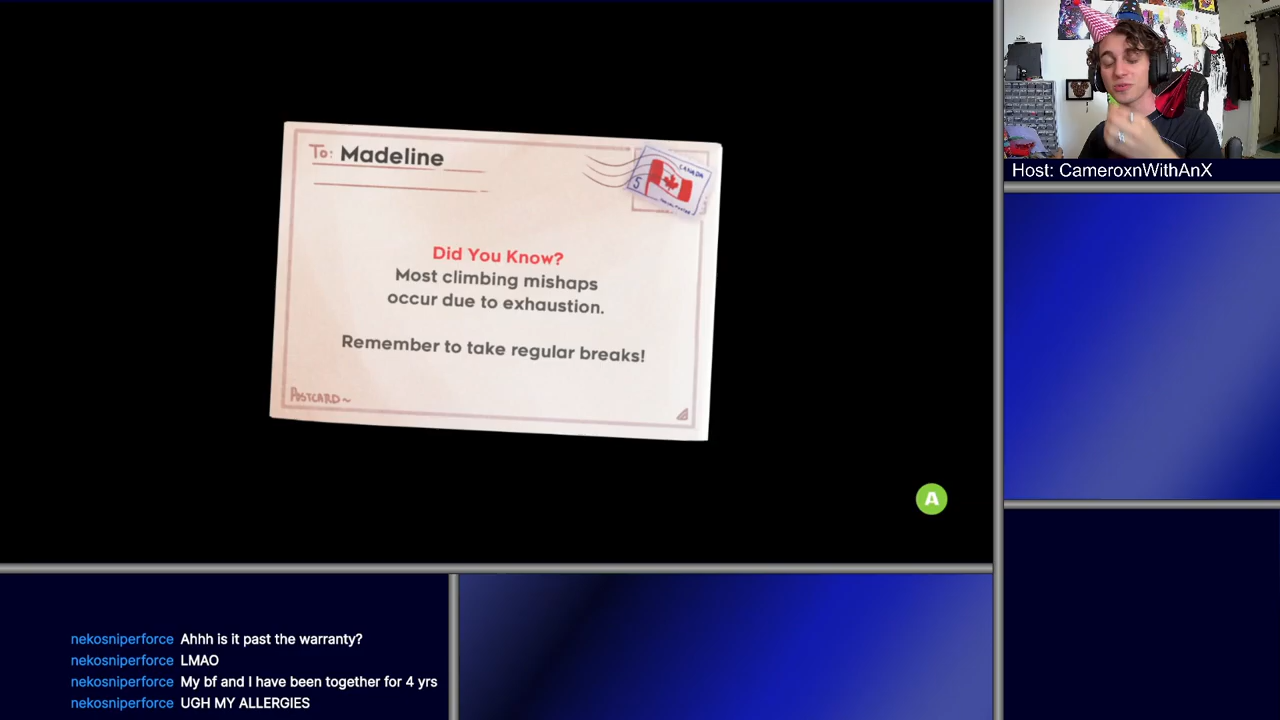 To: Madeline
CANADA
5
Did You Know?
Most climbing mishaps
occur due to exhaustion.
Remember to take regular breaks!
POSTCARD~
A
Host: CameroxnWithAnX
nekosniperforce Ahhh is it past the warranty?
nekosniperforce LMAO
nekosniperforce My bf and I have been together for 4 yrs
nekosniperforce UGH MY ALLERGIES